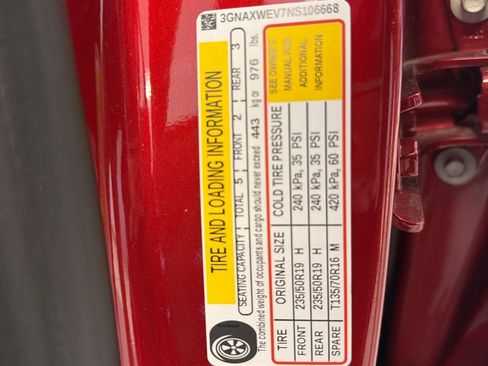 3GNAXWEV7NS106668
TIRE AND LOADING INFORMATION
SEATING CAPACITY TOTAL 5 FRONT 2 REAR 3
The combined weight of occupants and cargo should never exceed 443 kg or 976 lbs.
TIRE ORIGINAL SIZE COLD TIRE PRESSURE
FRONT 235/50R19 H 240 kPa, 35 PSI
REAR 235/50R19 H 240 kPa, 35 PSI
SPARE T135/70R16 M 420 kPa, 60 PSI
SEE OWNER'S
MANUAL FOR
ADDITIONAL
INFORMATION